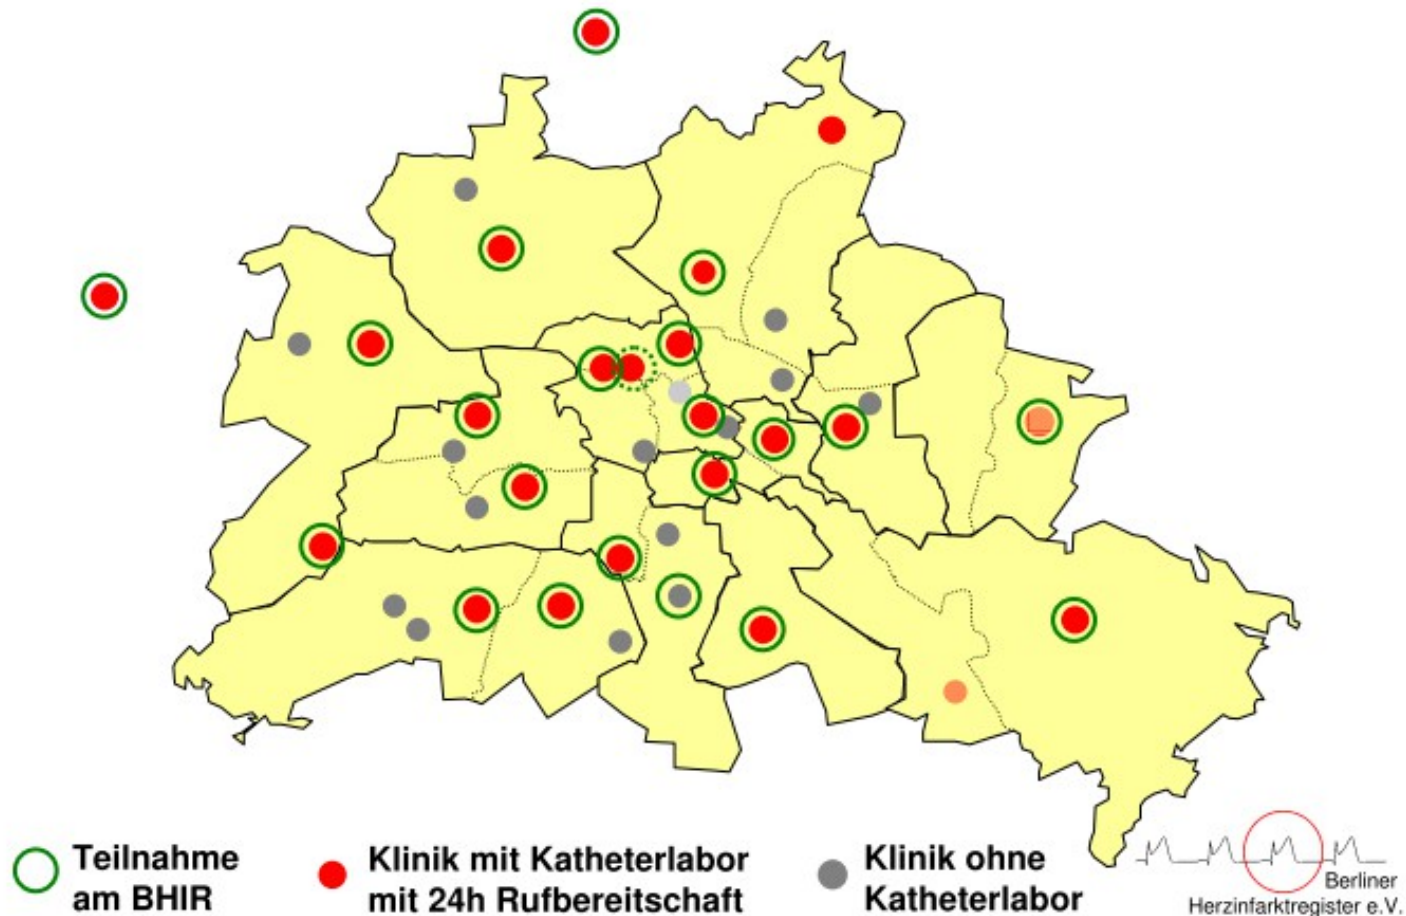 Teilnahme
am BHIR
Klinik mit Katheterlabor
mit 24h Rufbereitschaft
Klinik ohne
Katheterlabor
Berliner
Herzinfarktregister e.V.